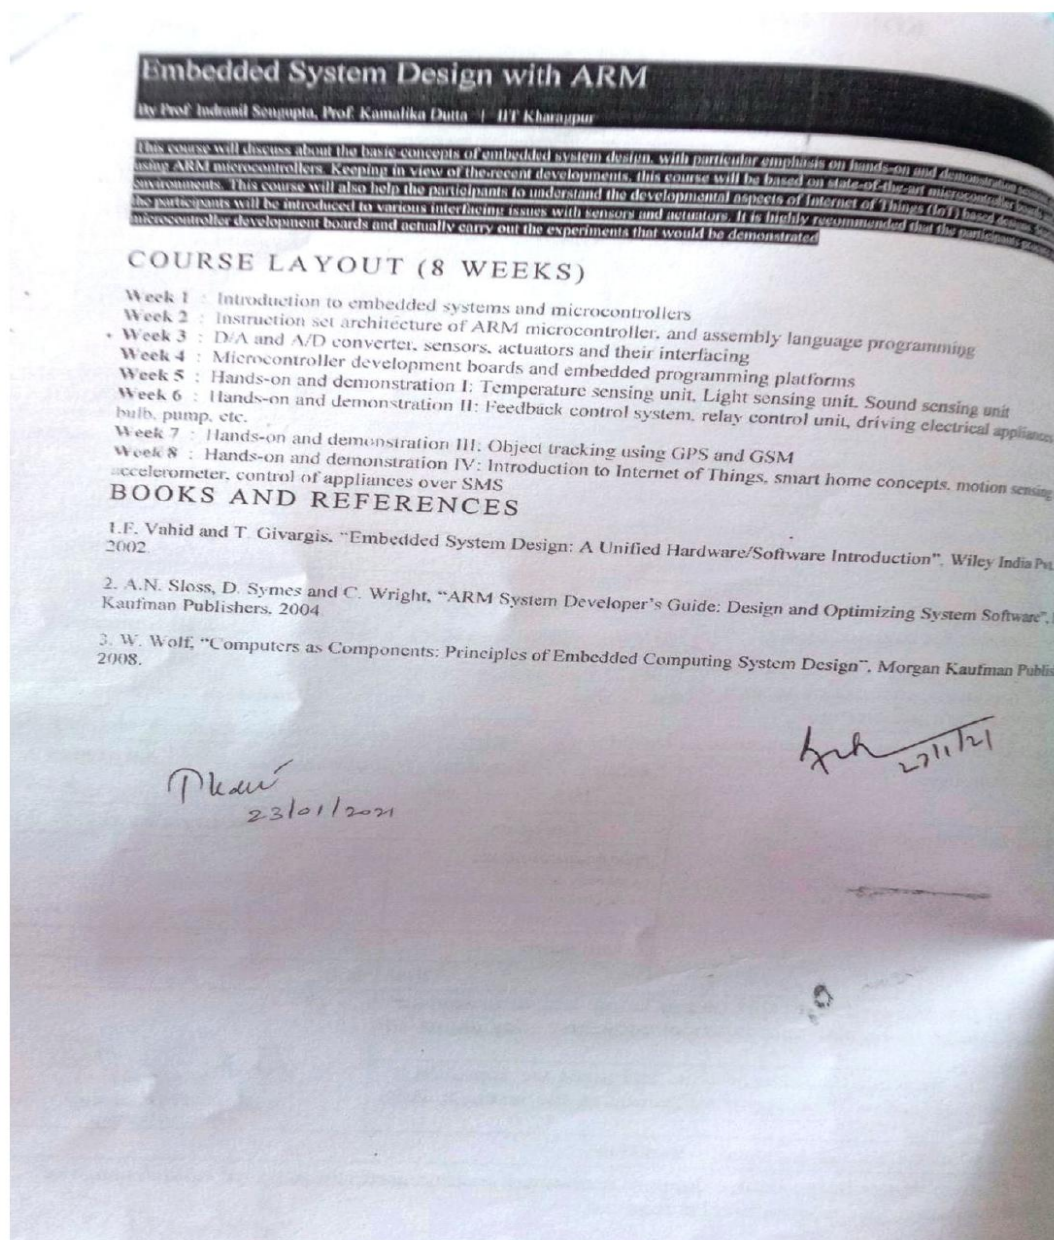 Embedded System Design with ARM
By Prof. Indranil Sengupta, Prof. Kamalika Dutta | IIT Kharagpur
This course will discuss about the basic concepts of embedded system design, with particular emphasis on hands-on and demonstration
using ARM microcontrollers. Keeping in view of the recent developments, this course will be based on state-of-the-art microcontroller
environments. This course will also help the participants to understand the developmental aspects of Internet of Things (IoT) based designs.
the participants will be introduced to various interfacing issues with sensors and actuators. It is highly recommended that the participants
microcontroller development boards and actually carry out the experiments that would be demonstrated
COURSE LAYOUT (8 WEEKS)
Week 1 : Introduction to embedded systems and microcontrollers
Week 2 : Instruction set architecture of ARM microcontroller, and assembly language programming
Week 3 : D/A and A/D converter, sensors, actuators and their interfacing
Week 4 : Microcontroller development boards and embedded programming platforms
Week 5 : Hands-on and demonstration I: Temperature sensing unit, Light sensing unit, Sound sensing unit
Week 6 : Hands-on and demonstration II: Feedback control system, relay control unit, driving electrical appliances
bulb, pump, etc.
Week 7 : Hands-on and demonstration III: Object tracking using GPS and GSM
Week 8 : Hands-on and demonstration IV: Introduction to Internet of Things, smart home concepts, motion sensing
accelerometer, control of appliances over SMS
BOOKS AND REFERENCES
1.F. Vahid and T. Givargis, "Embedded System Design: A Unified Hardware/Software Introduction", Wiley India Pvt.
2002.
2. A.N. Sloss, D. Symes and C. Wright, "ARM System Developer's Guide: Design and Optimizing System Software",
Kaufman Publishers, 2004.
3. W. Wolf, "Computers as Components: Principles of Embedded Computing System Design", Morgan Kaufman Publis
2008.
27/1/21
23/01/2021